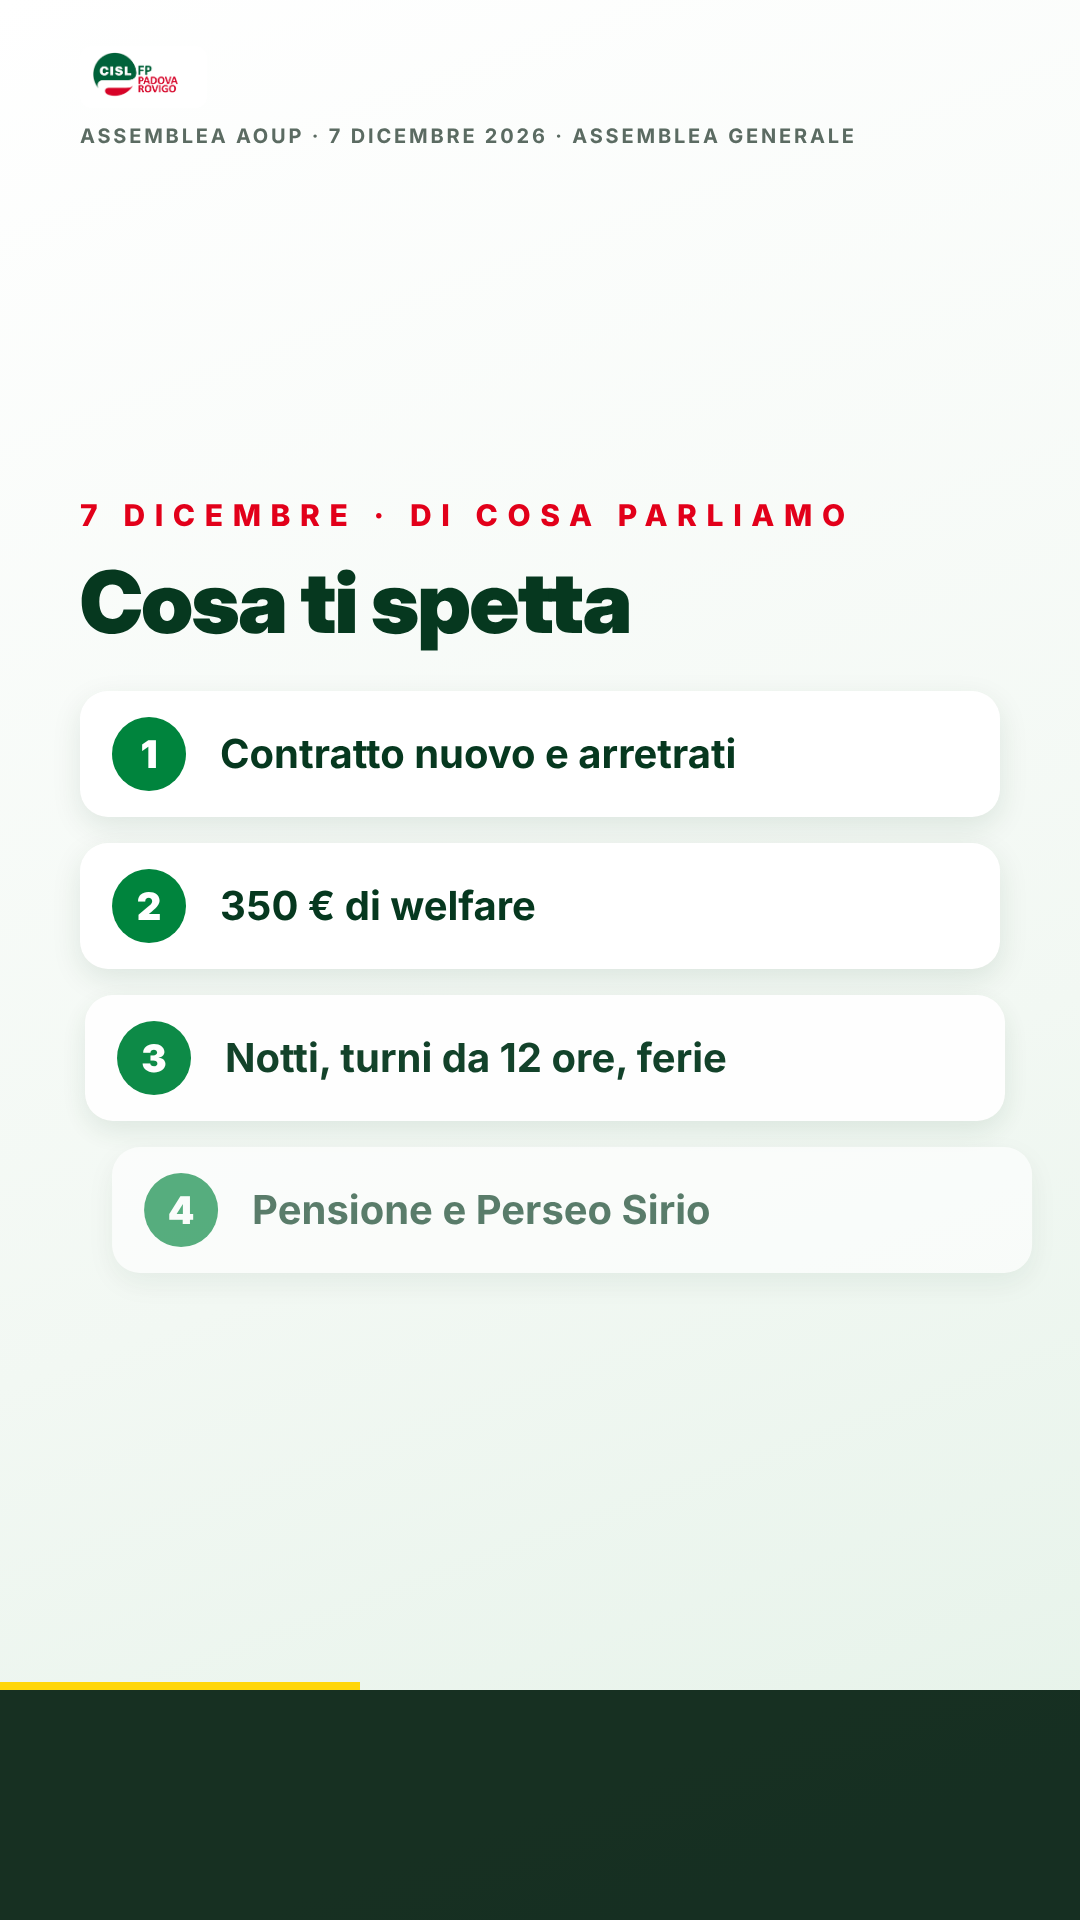 CISL FP
PADOVA
ROVIGO
ASSEMBLEA AOUP · 7 DICEMBRE 2026 · ASSEMBLEA GENERALE
7 DICEMBRE · DI COSA PARLIAMO
Cosa ti spetta
1 Contratto nuovo e arretrati
2 350 € di welfare
3 Notti, turni da 12 ore, ferie
4 Pensione e Perseo Sirio